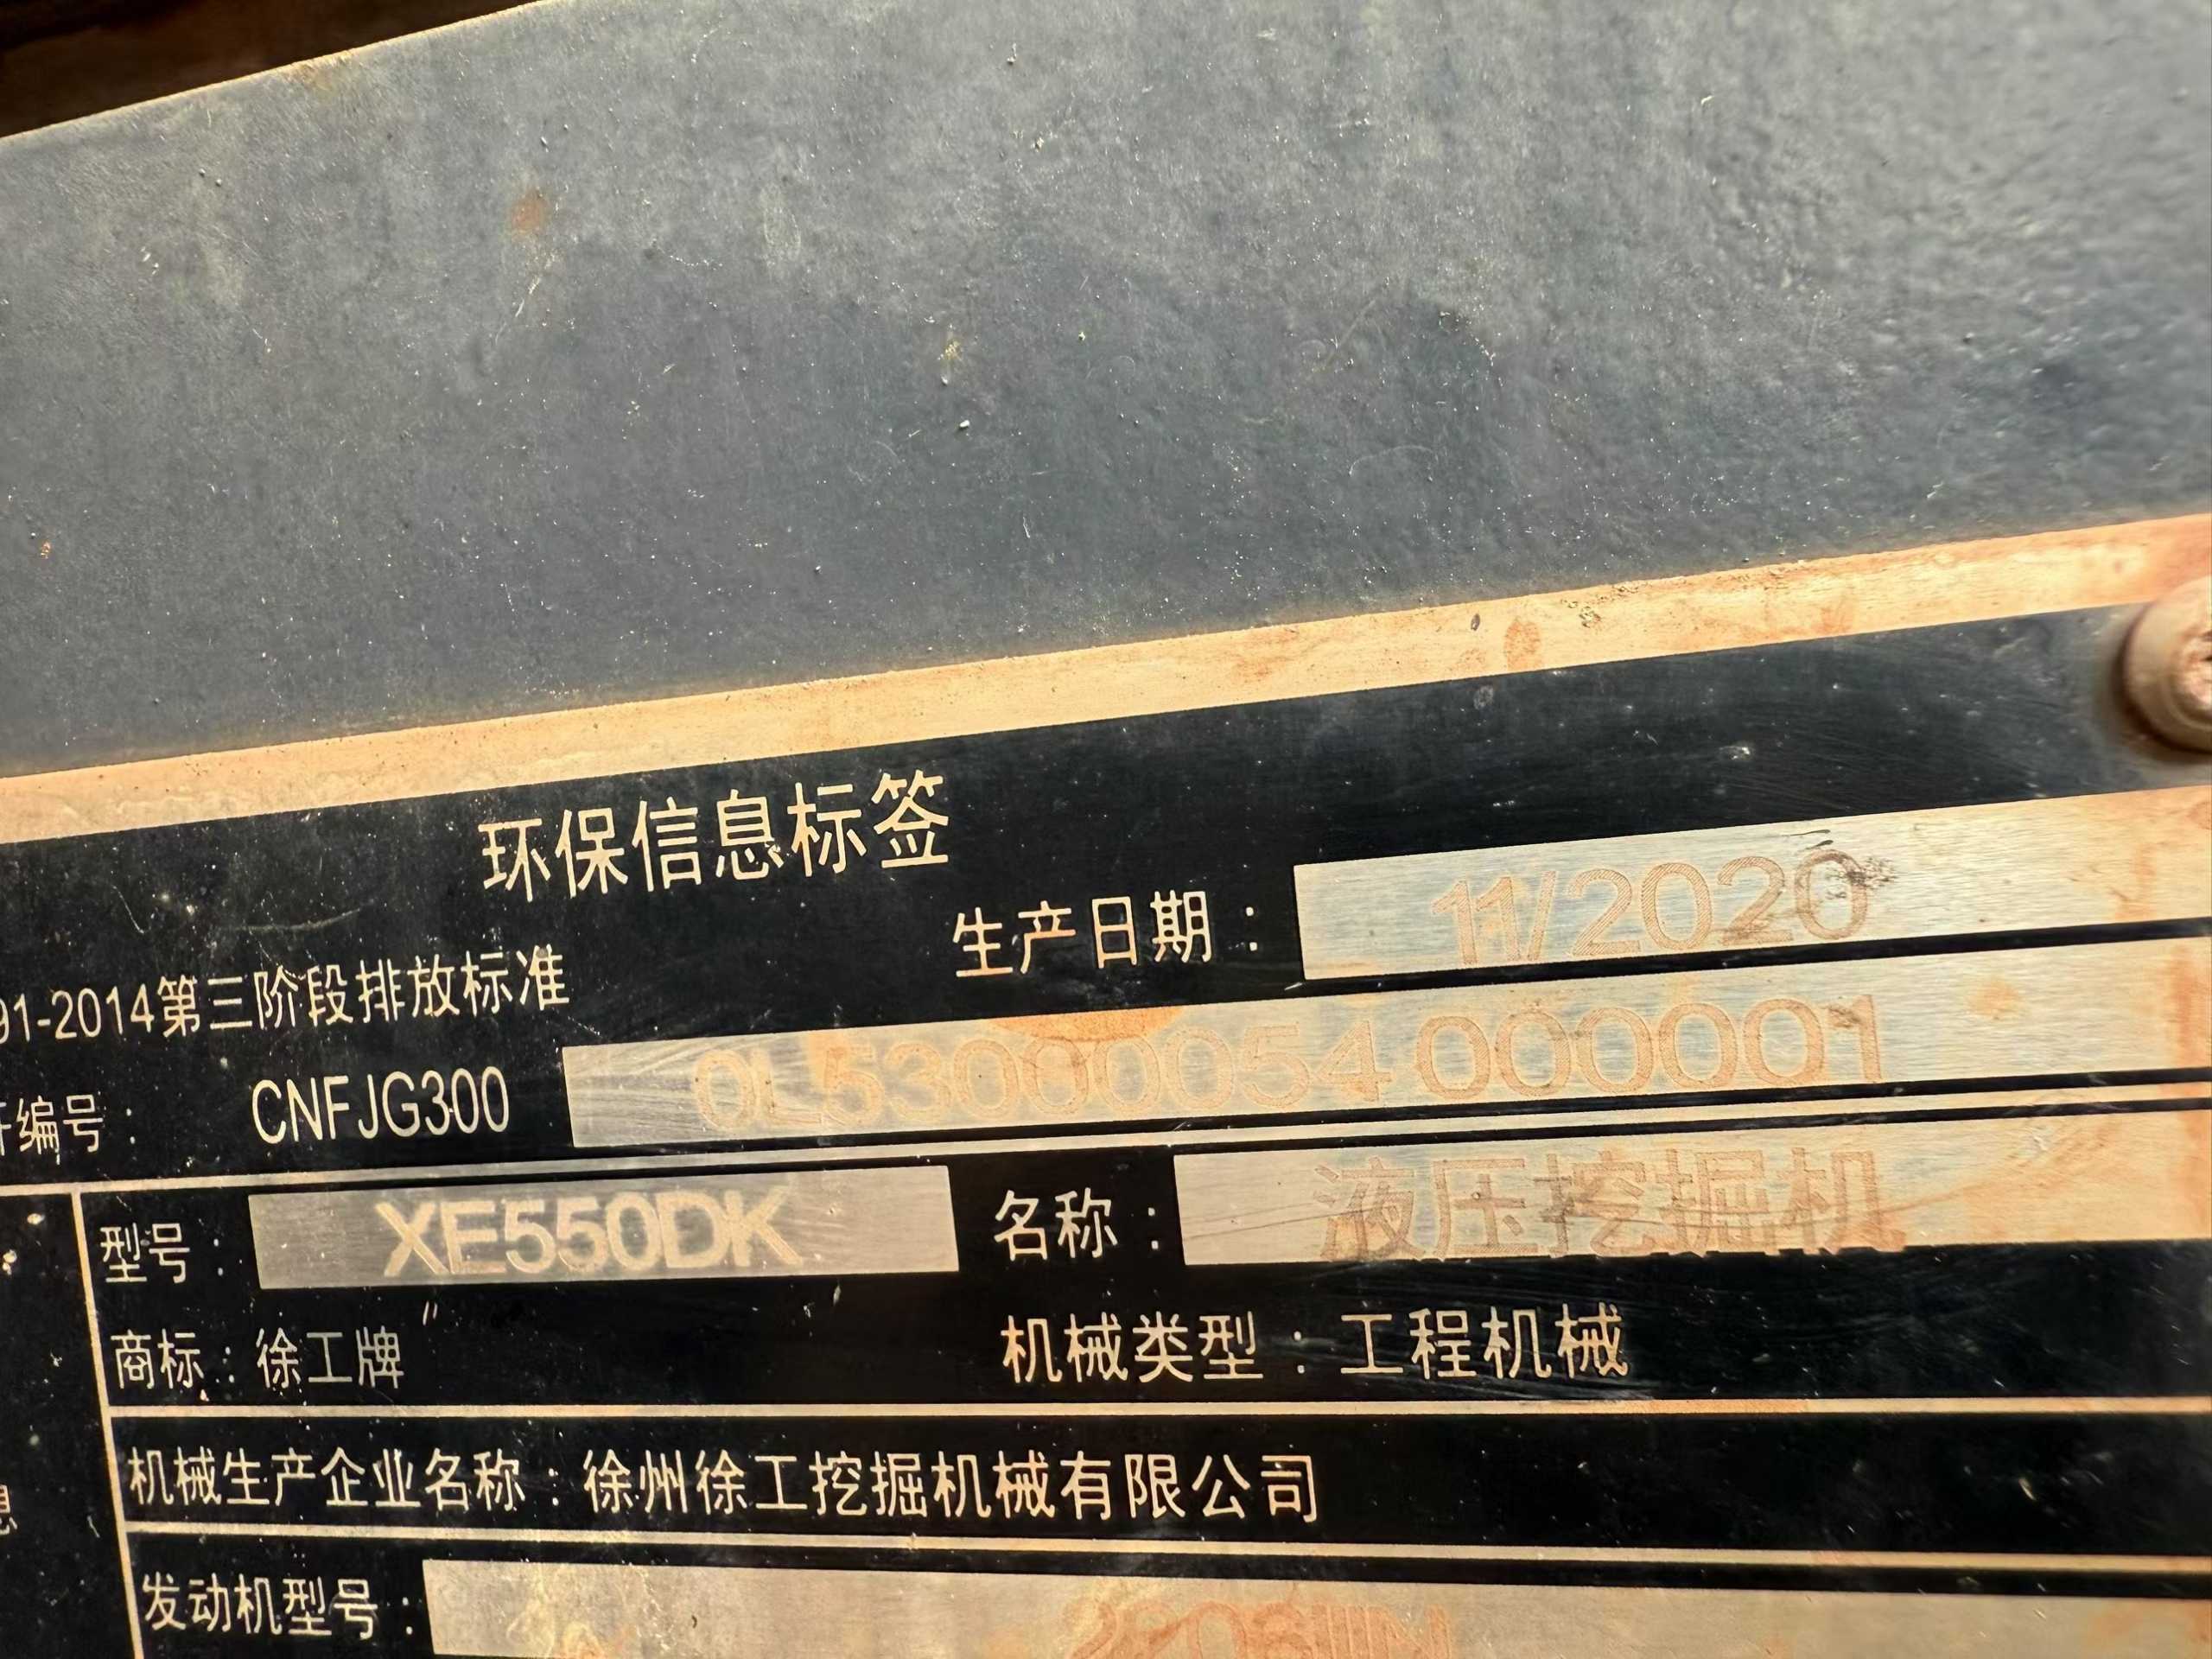 环保信息标签
生产日期： 11/2020
91-2014第三阶段排放标准
编号： CNFJG300 0L53000054 000001
型号： XE550DK 名称： 液压挖掘机
商标：徐工牌 机械类型：工程机械
机械生产企业名称：徐州徐工挖掘机械有限公司
发动机型号：